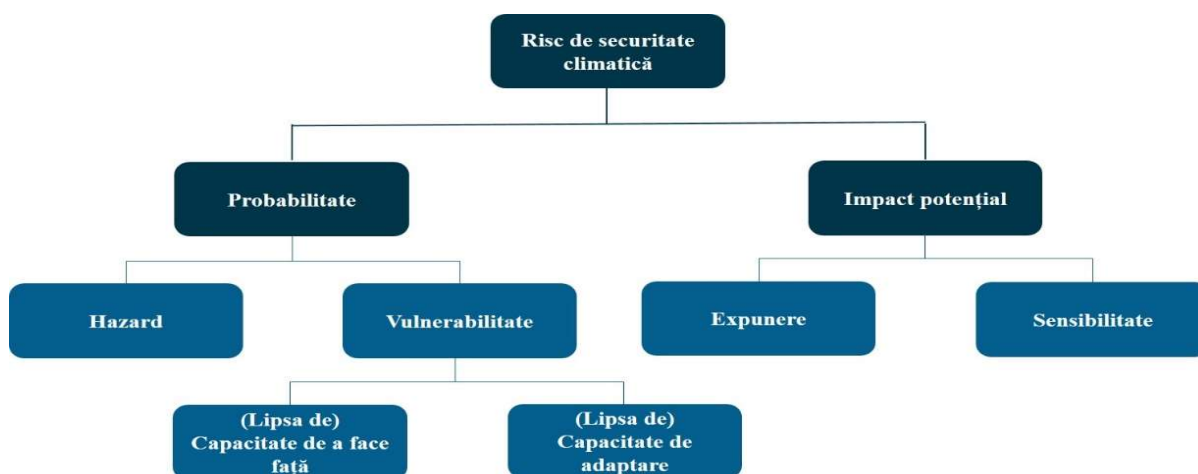 Risc de securitate
climatică
Probabilitate
Impact potențial
Hazard
Vulnerabilitate
Expunere
Sensibilitate
(Lipsa de)
Capacitate de a face
față
(Lipsa de)
Capacitate de
adaptare